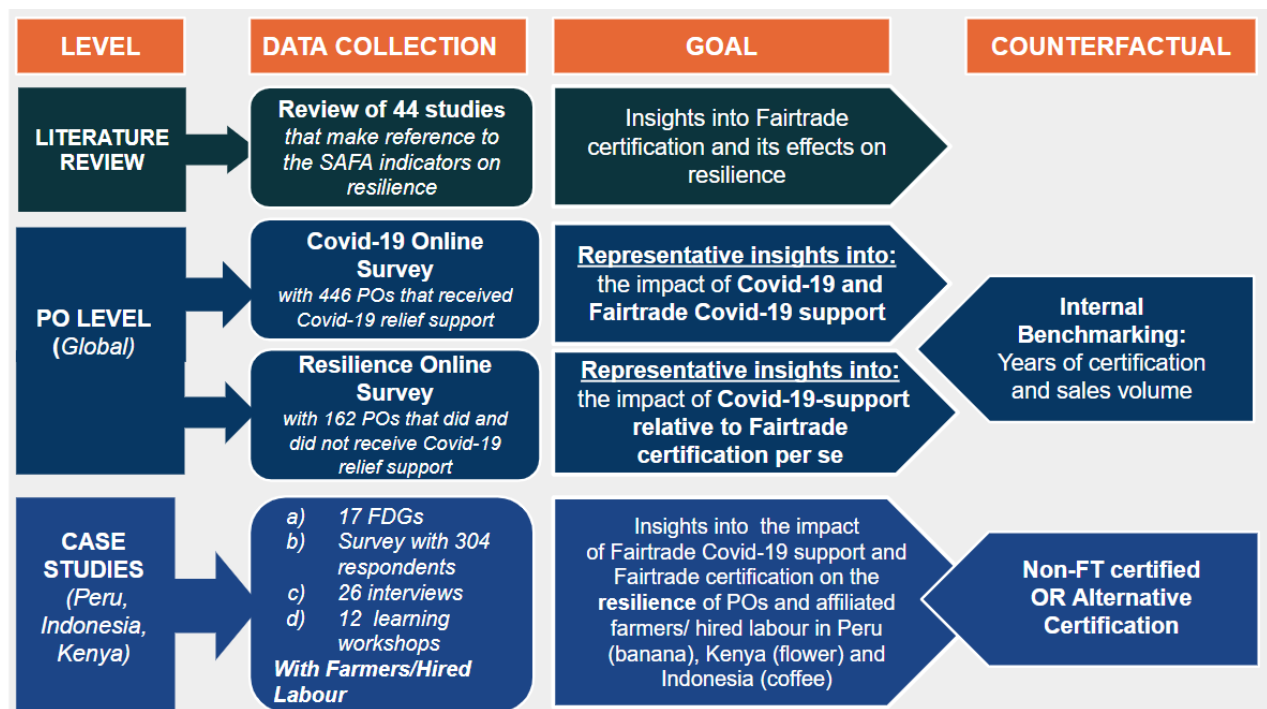 LEVEL
DATA COLLECTION
GOAL
COUNTERFACTUAL
LITERATURE
REVIEW
Review of 44 studies
that make reference to
the SAFA indicators on
resilience
Insights into Fairtrade
certification and its effects on
resilience
PO LEVEL
(Global)
Covid-19 Online
Survey
with 446 POs that received
Covid-19 relief support
Representative insights into:
the impact of Covid-19 and
Fairtrade Covid-19 support
Resilience Online
Survey
with 162 POs that did and
did not receive Covid-19
relief support
Representative insights into:
the impact of Covid-19-support
relative to Fairtrade
certification per se
Internal
Benchmarking:
Years of certification
and sales volume
CASE
STUDIES
(Peru,
Indonesia,
Kenya)
a) 17 FDGs
b) Survey with 304
respondents
c) 26 interviews
d) 12 learning
workshops
With Farmers/Hired
Labour
Insights into the impact
of Fairtrade Covid-19 support and
Fairtrade certification on the
resilience of POs and affiliated
farmers/ hired labour in Peru
(banana), Kenya (flower) and
Indonesia (coffee)
Non-FT certified
OR Alternative
Certification